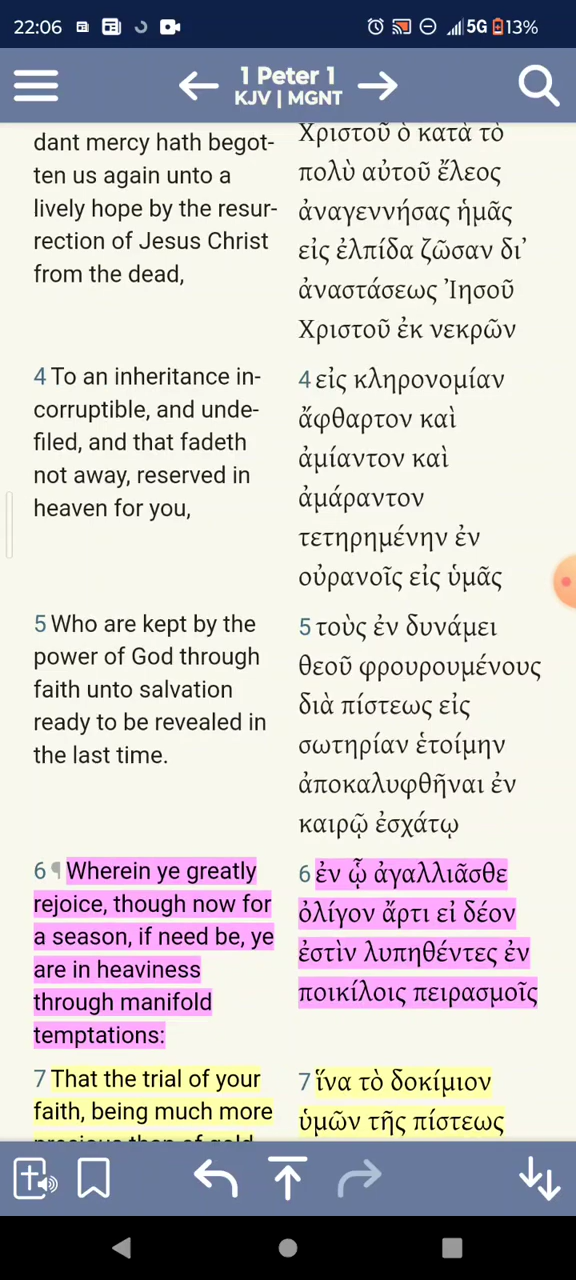 22:06
5G 13%
1 Peter 1
KJV | MGNT
dant mercy hath begot-
ten us again unto a
lively hope by the resur-
rection of Jesus Christ
from the dead,
4 To an inheritance in-
corruptible, and unde-
filed, and that fadeth
not away, reserved in
heaven for you,
5 Who are kept by the
power of God through
faith unto salvation
ready to be revealed in
the last time.
6 ¶ Wherein ye greatly
rejoice, though now for
a season, if need be, ye
are in heaviness
through manifold
temptations:
7 That the trial of your
faith, being much more
precious than of gold
Χριστοῦ ὁ κατὰ τὸ
πολὺ αὐτοῦ ἔλεος
ἀναγεννήσας ἡμᾶς
εἰς ἐλπίδα ζῶσαν δι’
ἀναστάσεως Ἰησοῦ
Χριστοῦ ἐκ νεκρῶν
4 εἰς κληρονομίαν
ἄφθαρτον καὶ
ἀμίαντον καὶ
ἀμάραντον
τετηρημένην ἐν
οὐρανοῖς εἰς ὑμᾶς
5 τοὺς ἐν δυνάμει
θεοῦ φρουρουμένους
διὰ πίστεως εἰς
σωτηρίαν ἑτοίμην
ἀποκαλυφθῆναι ἐν
καιρῷ ἐσχάτῳ
6 ἐν ᾧ ἀγαλλιᾶσθε
ὀλίγον ἄρτι εἰ δέον
ἐστὶν λυπηθέντες ἐν
ποικίλοις πειρασμοῖς
7 ἵνα τὸ δοκίμιον
ὑμῶν τῆς πίστεως